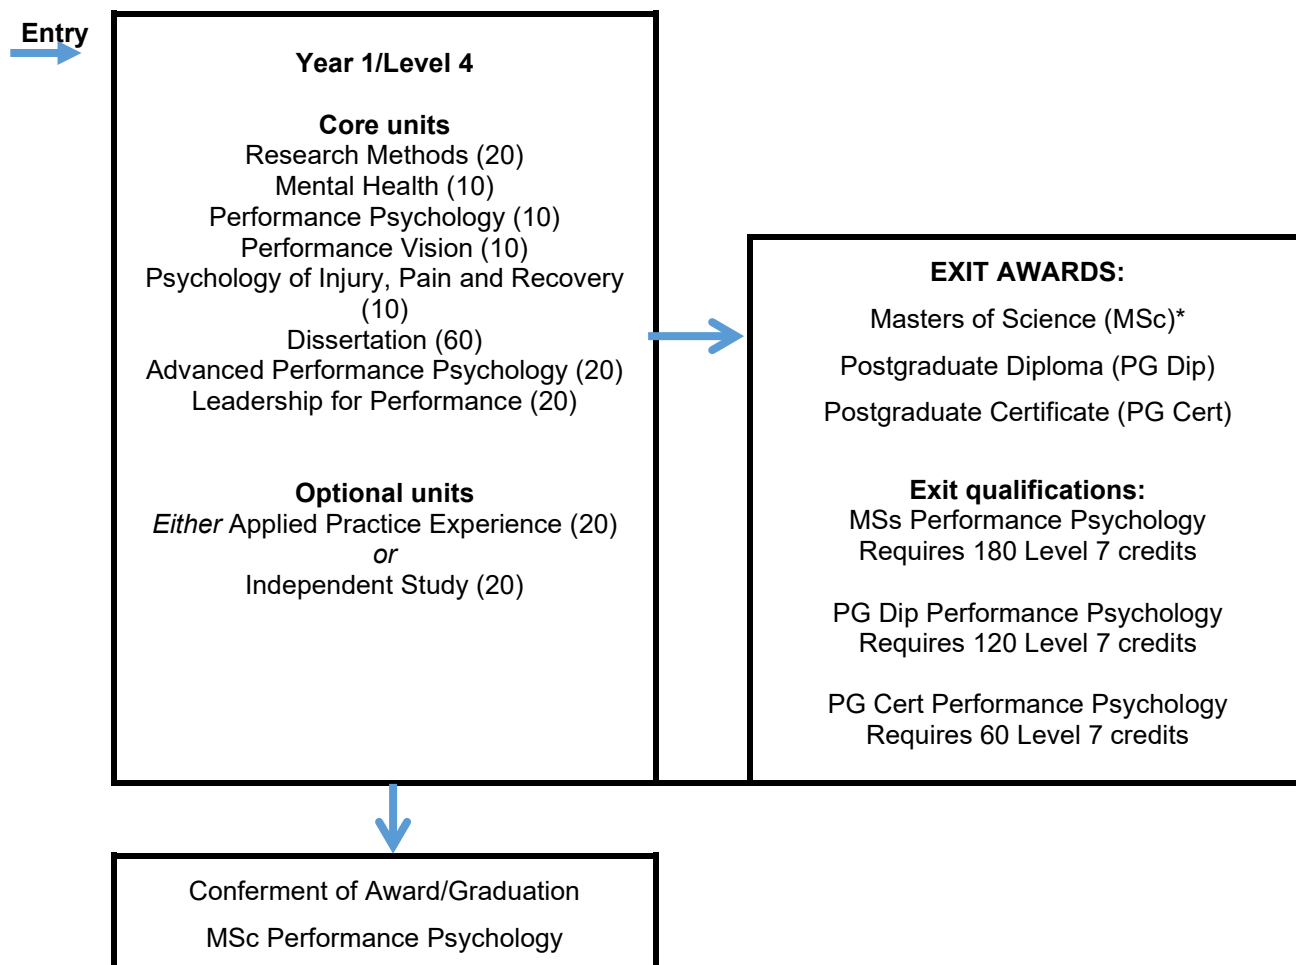 Entry
Year 1/Level 4
Core units
Research Methods (20)
Mental Health (10)
Performance Psychology (10)
Performance Vision (10)
Psychology of Injury, Pain and Recovery
(10)
Dissertation (60)
Advanced Performance Psychology (20)
Leadership for Performance (20)
Optional units
Either Applied Practice Experience (20)
or
Independent Study (20)
EXIT AWARDS:
Masters of Science (MSc)*
Postgraduate Diploma (PG Dip)
Postgraduate Certificate (PG Cert)
Exit qualifications:
MSs Performance Psychology
Requires 180 Level 7 credits
PG Dip Performance Psychology
Requires 120 Level 7 credits
PG Cert Performance Psychology
Requires 60 Level 7 credits
Conferment of Award/Graduation
MSc Performance Psychology